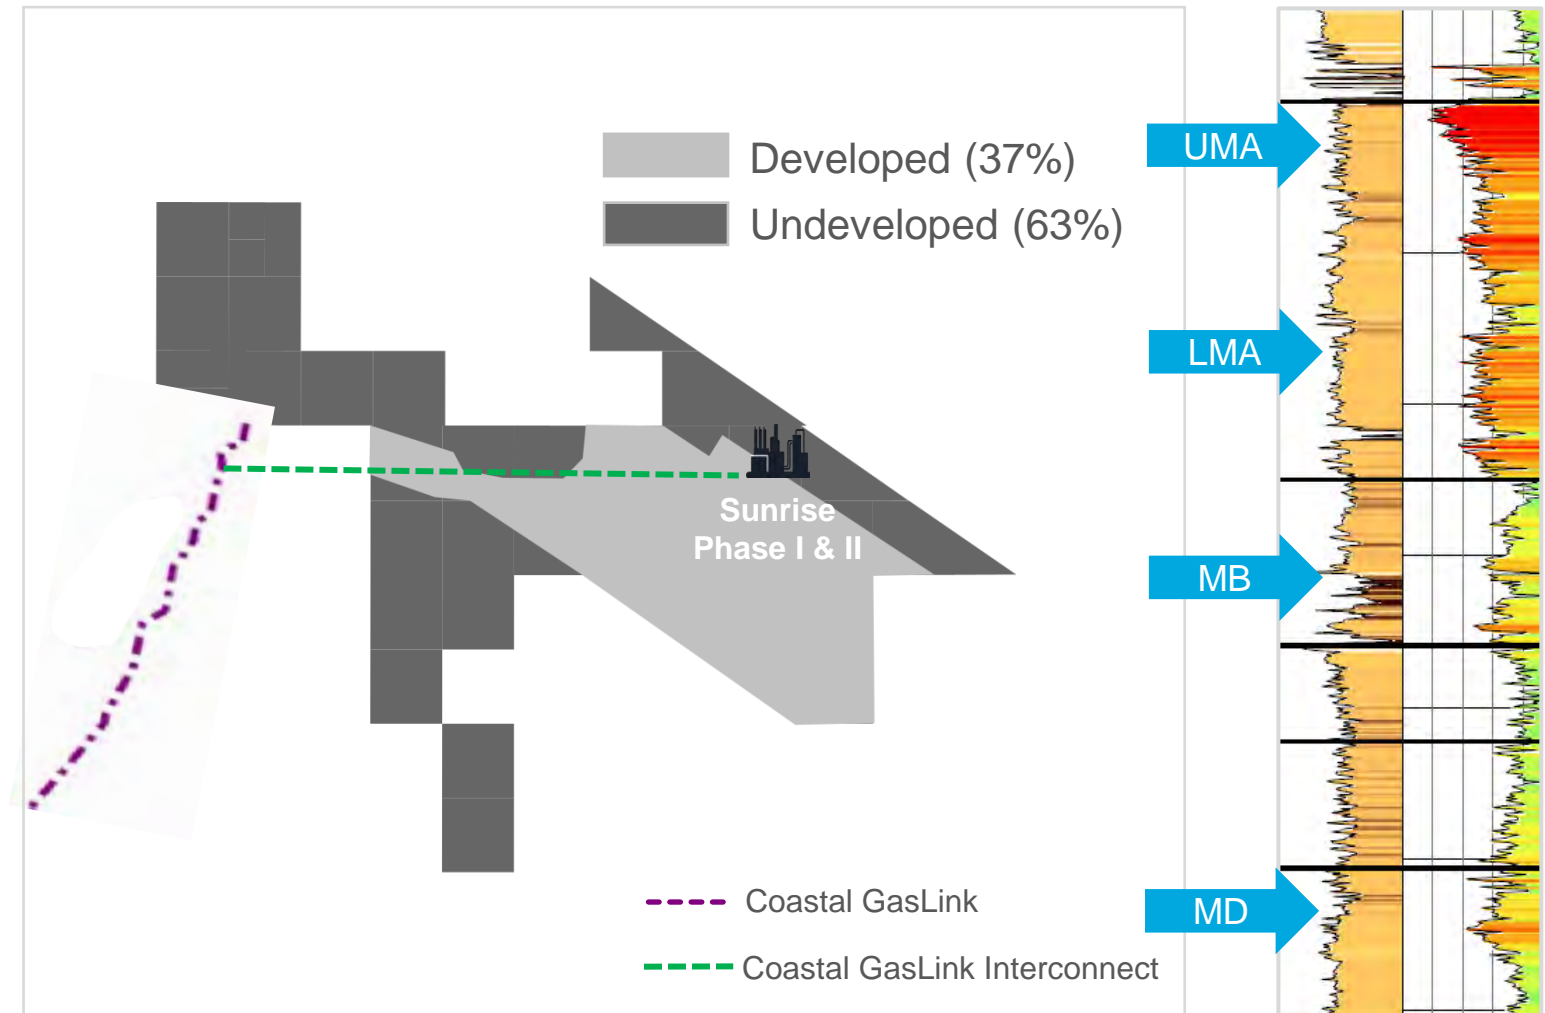 Developed (37%)
Undeveloped (63%)
Sunrise
Phase I & II
Coastal GasLink
Coastal GasLink Interconnect
UMA
LMA
MB
MD